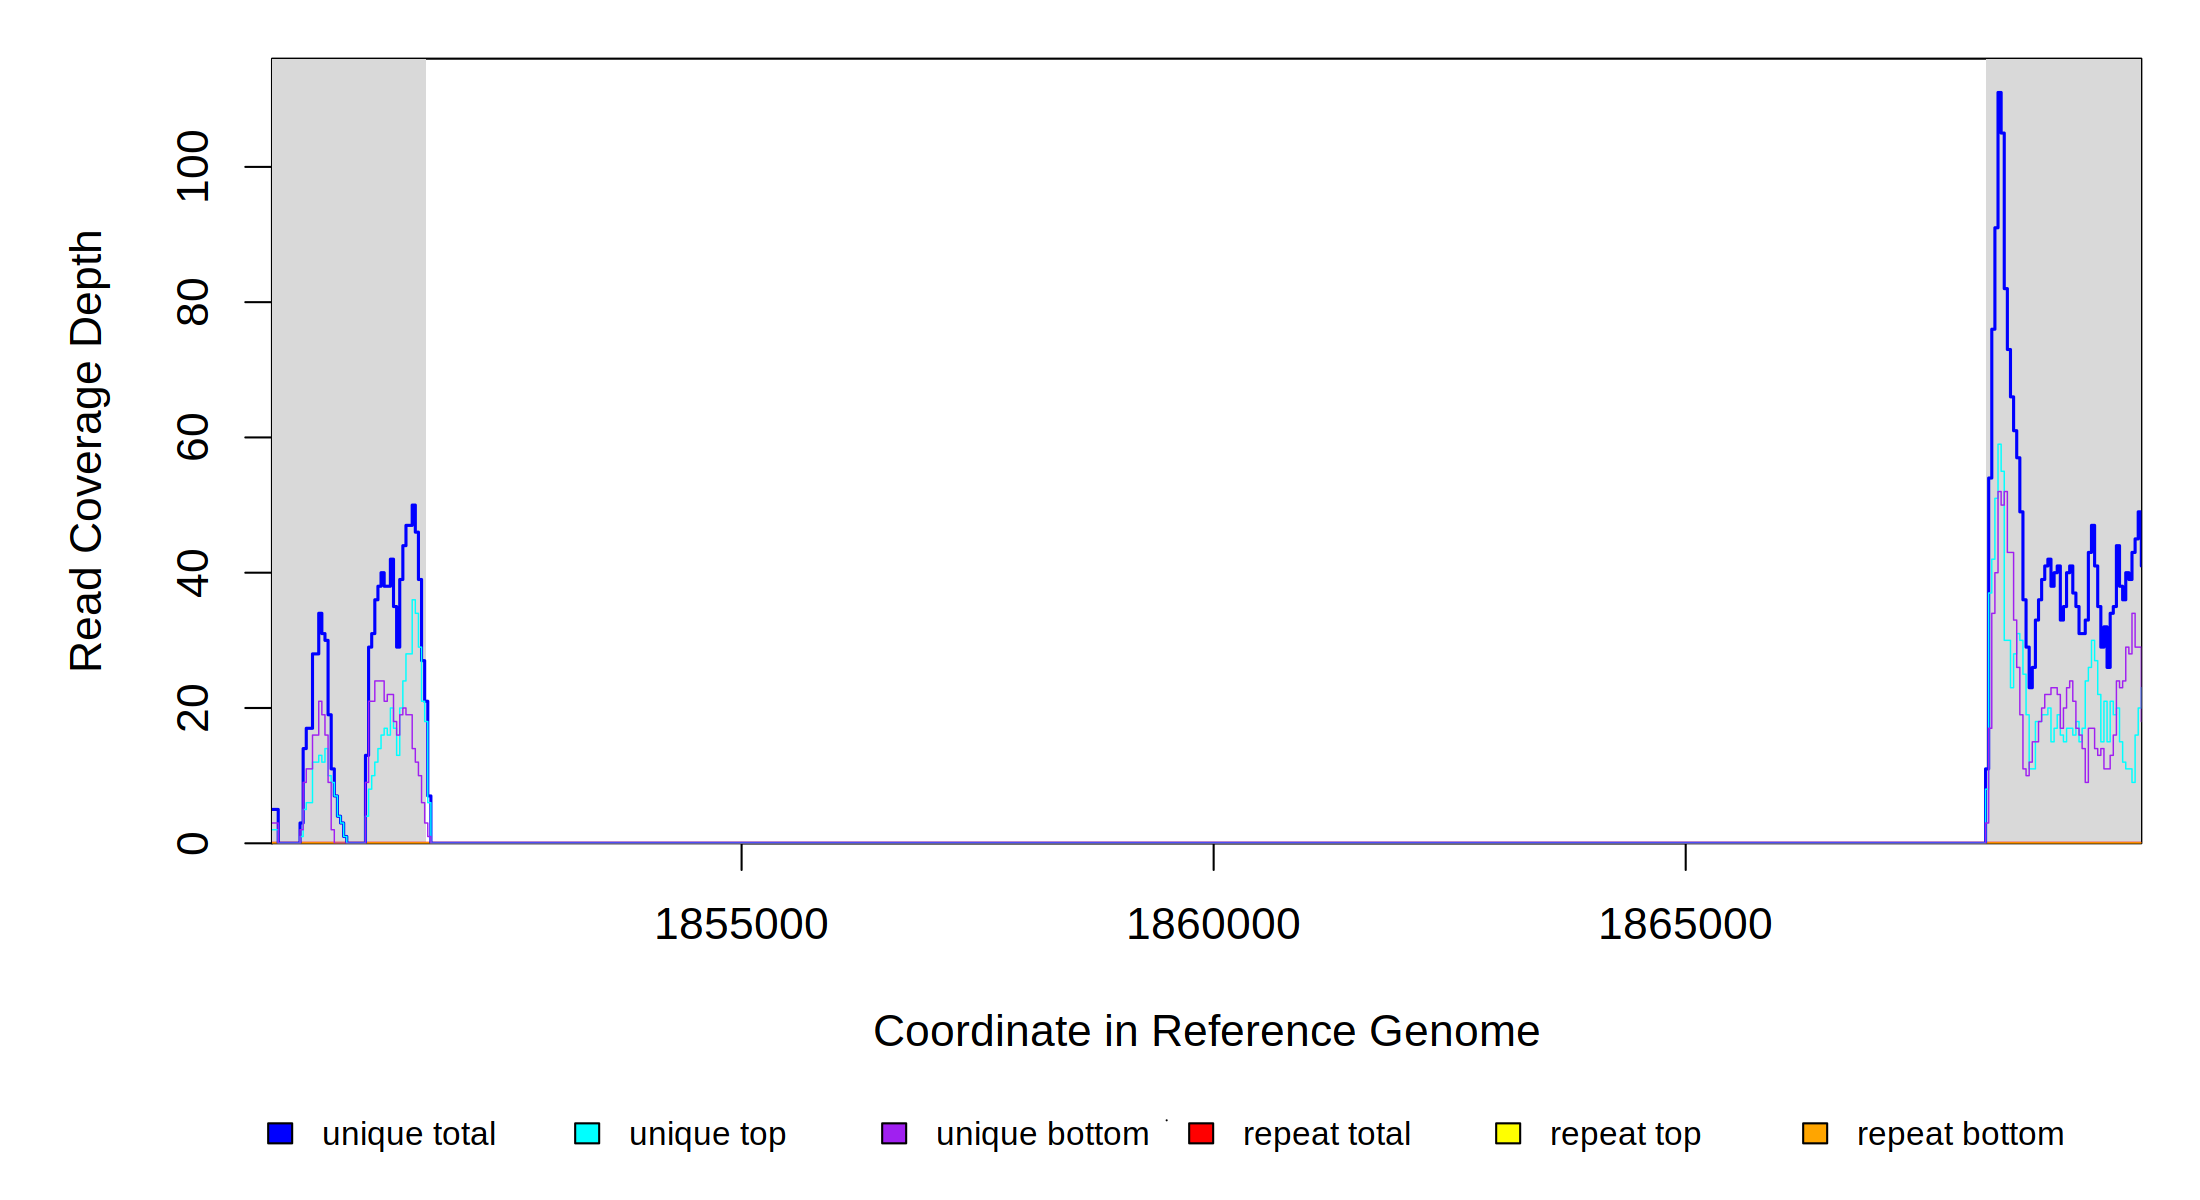 Read Coverage Depth
100
80
60
40
20
0
1855000 1860000 1865000
Coordinate in Reference Genome
unique total unique top unique bottom repeat total repeat top repeat bottom